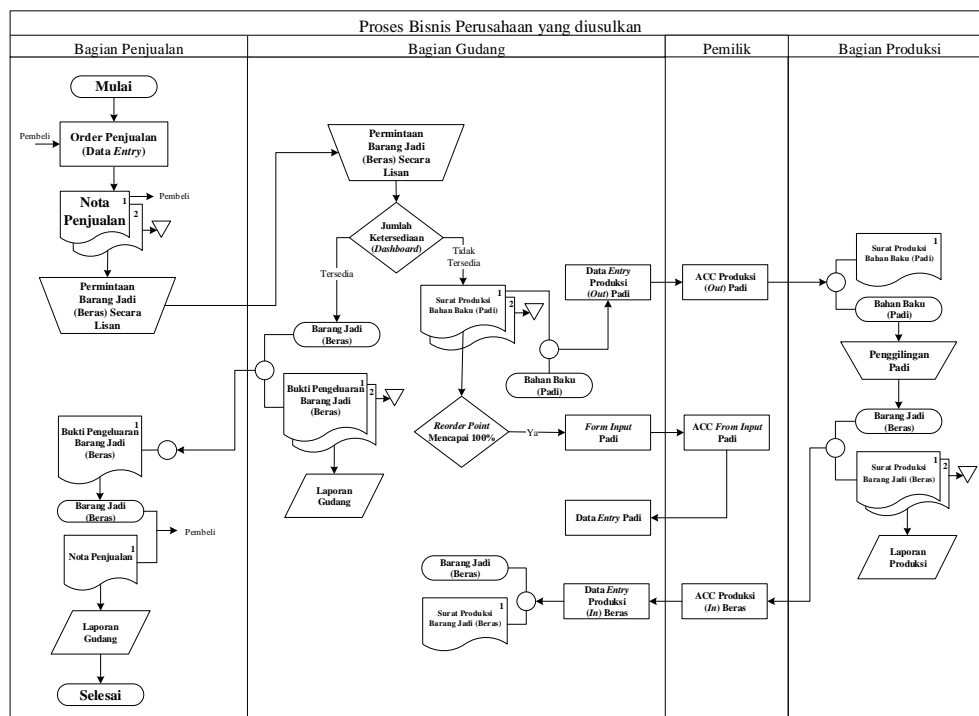 Proses Bisnis Perusahaan yang diusulkan
Bagian Penjualan
Bagian Gudang
Pemilik
Bagian Produksi
Mulai
Pembeli
Order Penjualan
(Data Entry)
Nota
Penjualan
1
2
Pembeli
Permintaan
Barang Jadi
(Beras) Secara
Lisan
Bukti Pengeluaran
Barang Jadi
(Beras)
1
Barang Jadi
(Beras)
Nota Penjualan
1
Pembeli
Laporan
Gudang
Selesai
Permintaan
Barang Jadi
(Beras) Secara
Lisan
Jumlah
Ketersediaan
(Dashboard)
Tersedia
Tidak
Tersedia
Barang Jadi
(Beras)
Bukti Pengeluaran
Barang Jadi
(Beras)
1
2
Laporan
Gudang
Surat Produksi
Bahan Baku (Padi)
1
2
Bahan Baku
(Padi)
Data Entry
Produksi
(Out) Padi
Reorder Point
Mencapai 100%
Ya
Form Input
Padi
Data Entry Padi
Barang Jadi
(Beras)
Surat Produksi
Barang Jadi (Beras)
1
Data Entry
Produksi
(In) Beras
ACC Produksi
(Out) Padi
ACC From Input
Padi
ACC Produksi
(In) Beras
Surat Produksi
Bahan Baku (Padi)
1
Bahan Baku
(Padi)
Penggilingan
Padi
Barang Jadi
(Beras)
Surat Produksi
Barang Jadi (Beras)
1
2
Laporan
Produksi